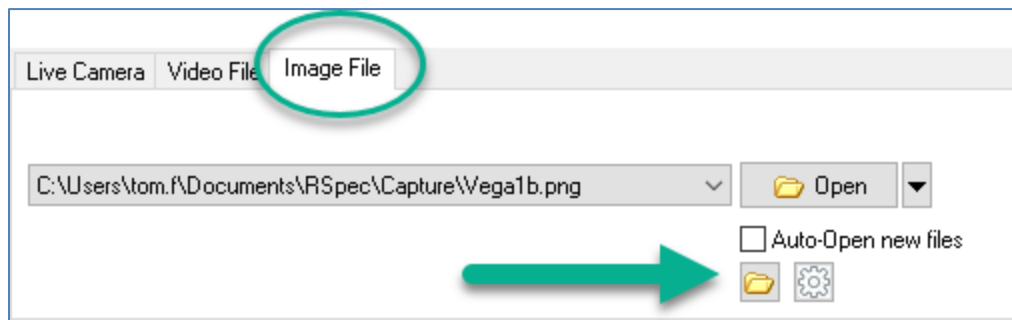 Live Camera Video File Image File
C:\Users\tom.f\Documents\RSpec\Capture\Vega1b.png Open
Auto-Open new files